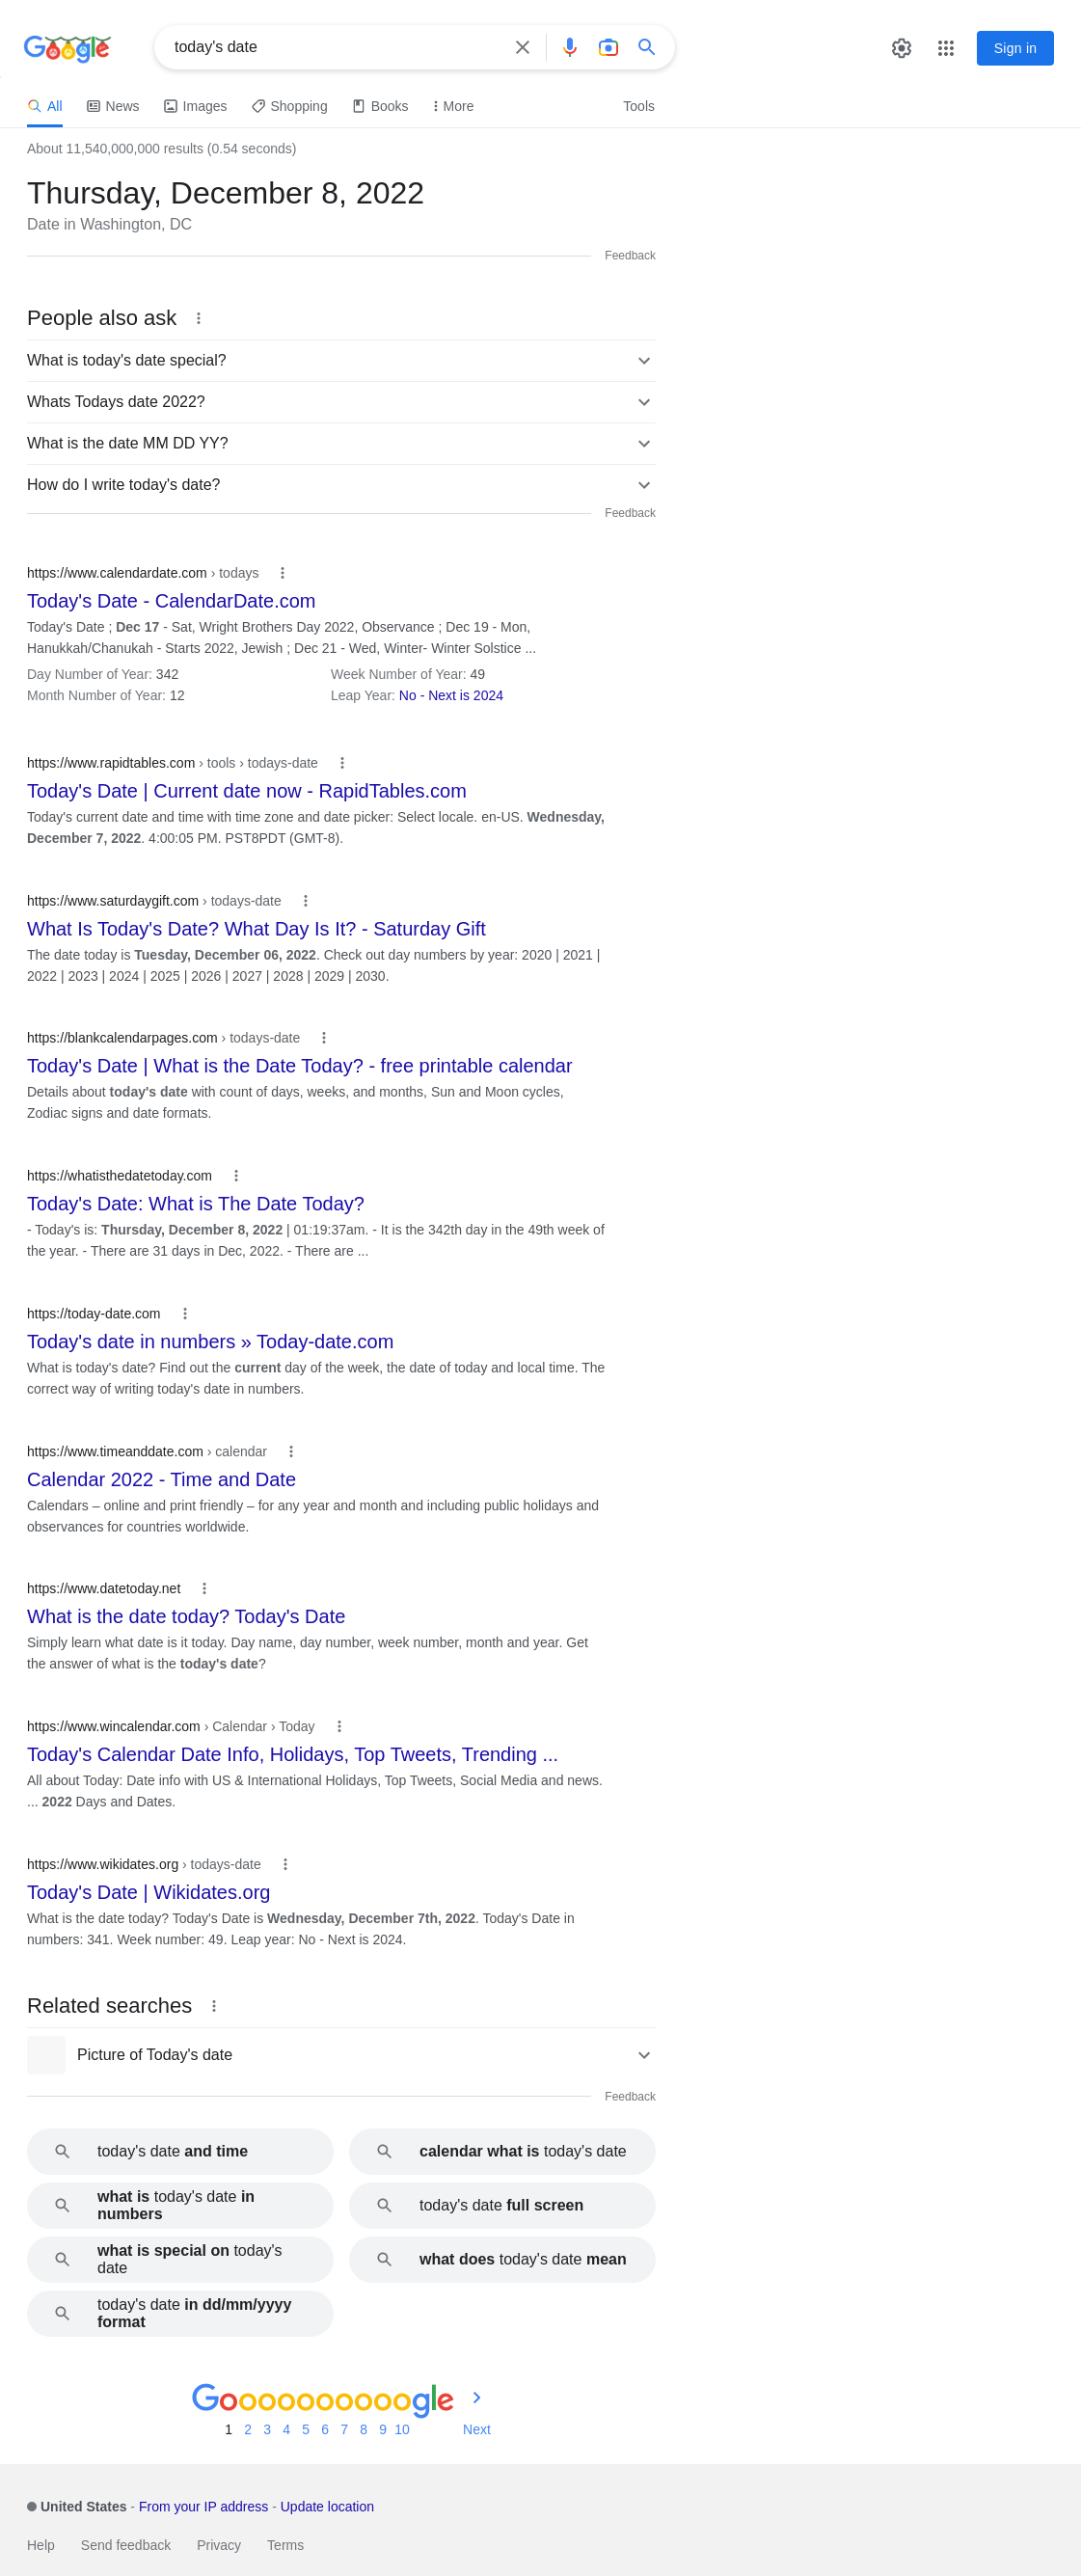 Google
today's date
Sign in
All News Images Shopping Books More Tools
About 11,540,000,000 results (0.54 seconds)
Thursday, December 8, 2022
Date in Washington, DC
Feedback
People also ask
What is today's date special?
Whats Todays date 2022?
What is the date MM DD YY?
How do I write today's date?
Feedback
https://www.calendardate.com › todays
Today's Date - CalendarDate.com
Today's Date ; Dec 17 - Sat, Wright Brothers Day 2022, Observance ; Dec 19 - Mon,
Hanukkah/Chanukah - Starts 2022, Jewish ; Dec 21 - Wed, Winter- Winter Solstice ...
Day Number of Year: 342 Week Number of Year: 49
Month Number of Year: 12 Leap Year: No - Next is 2024
https://www.rapidtables.com › tools › todays-date
Today's Date | Current date now - RapidTables.com
Today's current date and time with time zone and date picker: Select locale. en-US. Wednesday,
December 7, 2022. 4:00:05 PM. PST8PDT (GMT-8).
https://www.saturdaygift.com › todays-date
What Is Today's Date? What Day Is It? - Saturday Gift
The date today is Tuesday, December 06, 2022. Check out day numbers by year: 2020 | 2021 |
2022 | 2023 | 2024 | 2025 | 2026 | 2027 | 2028 | 2029 | 2030.
https://blankcalendarpages.com › todays-date
Today's Date | What is the Date Today? - free printable calendar
Details about today's date with count of days, weeks, and months, Sun and Moon cycles,
Zodiac signs and date formats.
https://whatisthedatetoday.com
Today's Date: What is The Date Today?
- Today's is: Thursday, December 8, 2022 | 01:19:37am. - It is the 342th day in the 49th week of
the year. - There are 31 days in Dec, 2022. - There are ...
https://today-date.com
Today's date in numbers » Today-date.com
What is today's date? Find out the current day of the week, the date of today and local time. The
correct way of writing today's date in numbers.
https://www.timeanddate.com › calendar
Calendar 2022 - Time and Date
Calendars – online and print friendly – for any year and month and including public holidays and
observances for countries worldwide.
https://www.datetoday.net
What is the date today? Today's Date
Simply learn what date is it today. Day name, day number, week number, month and year. Get
the answer of what is the today's date?
https://www.wincalendar.com › Calendar › Today
Today's Calendar Date Info, Holidays, Top Tweets, Trending ...
All about Today: Date info with US & International Holidays, Top Tweets, Social Media and news.
... 2022 Days and Dates.
https://www.wikidates.org › todays-date
Today's Date | Wikidates.org
What is the date today? Today's Date is Wednesday, December 7th, 2022. Today's Date in
numbers: 341. Week number: 49. Leap year: No - Next is 2024.
Related searches
Picture of Today's date
Feedback
today's date and time
calendar what is today's date
what is today's date in
numbers
today's date full screen
what is special on today's
date
what does today's date mean
today's date in dd/mm/yyyy
format
Goooooooooogle
1 2 3 4 5 6 7 8 9 10 Next
United States - From your IP address - Update location
Help Send feedback Privacy Terms